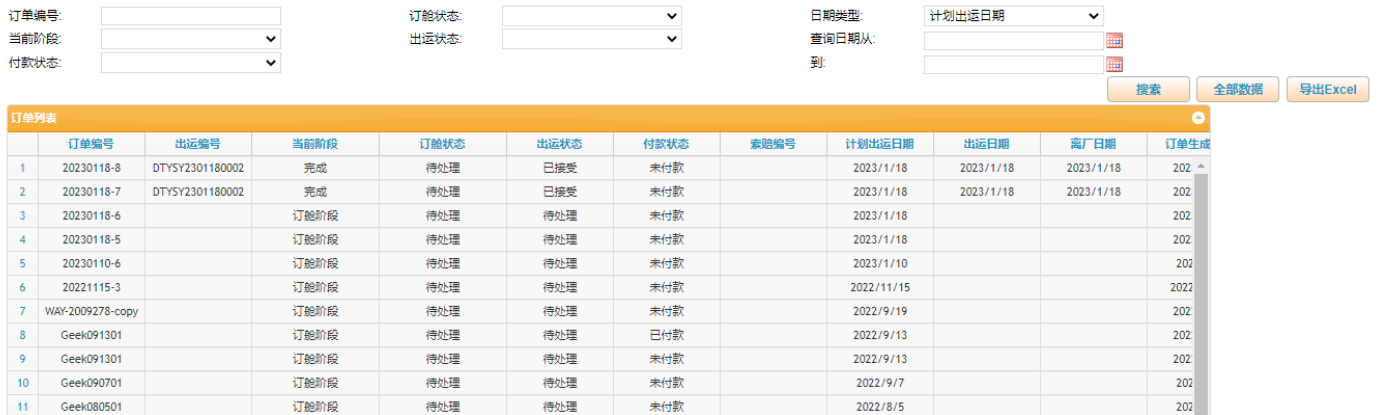 订单编号: 订舱状态: 日期类型: 计划出运日期
当前阶段: 出运状态: 查询日期从:
付款状态: 到:
搜索 全部数据 导出Excel
订单列表
订单编号 出运编号 当前阶段 订舱状态 出运状态 付款状态 索赔编号 计划出运日期 出运日期 离厂日期 订单生成
1 20230118-8 DTYSY2301180002 完成 待处理 已接受 未付款 2023/1/18 2023/1/18 2023/1/18 202
2 20230118-7 DTYSY2301180002 完成 待处理 已接受 未付款 2023/1/18 2023/1/18 2023/1/18 202
3 20230118-6 订舱阶段 待处理 待处理 未付款 2023/1/18 202
4 20230118-5 订舱阶段 待处理 待处理 未付款 2023/1/18 202
5 20230110-6 订舱阶段 待处理 待处理 未付款 2023/1/10 202
6 20221115-3 订舱阶段 待处理 待处理 未付款 2022/11/15 2022
7 WAY-2009278-copy 订舱阶段 待处理 待处理 未付款 2022/9/19 202
8 Geek091301 订舱阶段 待处理 待处理 已付款 2022/9/13 202
9 Geek091301 订舱阶段 待处理 待处理 未付款 2022/9/13 202
10 Geek090701 订舱阶段 待处理 待处理 未付款 2022/9/7 202
11 Geek080501 订舱阶段 待处理 待处理 未付款 2022/8/5 202